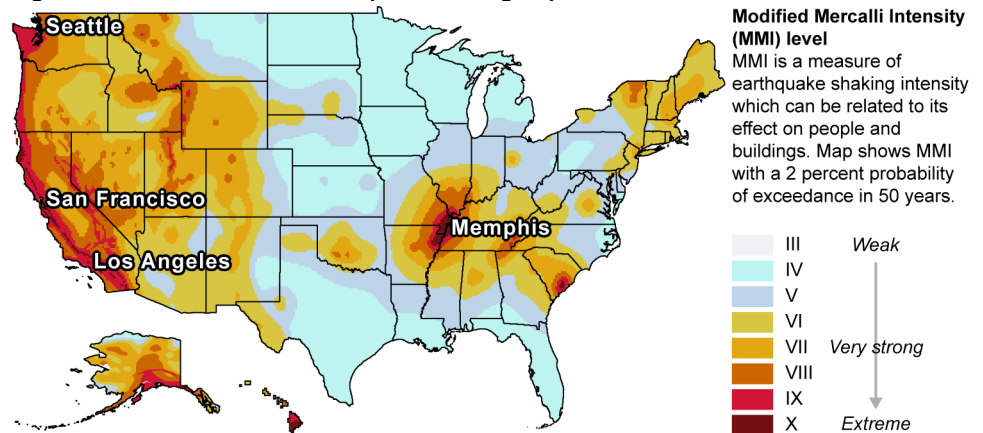 Seattle
San Francisco
Los Angeles
Memphis
Modified Mercalli Intensity
(MMI) level
MMI is a measure of
earthquake shaking intensity
which can be related to its
effect on people and
buildings. Map shows MMI
with a 2 percent probability
of exceedance in 50 years.
III Weak
IV
V
VI
VII Very strong
VIII
IX
X Extreme